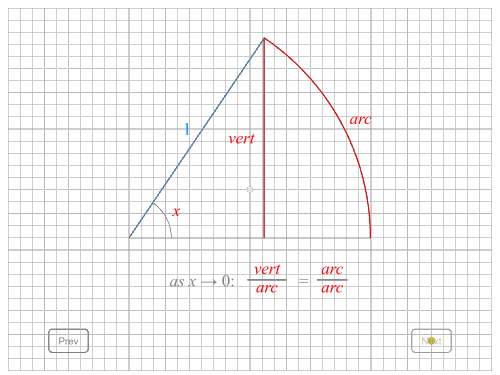 arc
1
vert
x
as x → 0: vert/arc = arc/arc
Prev
Next